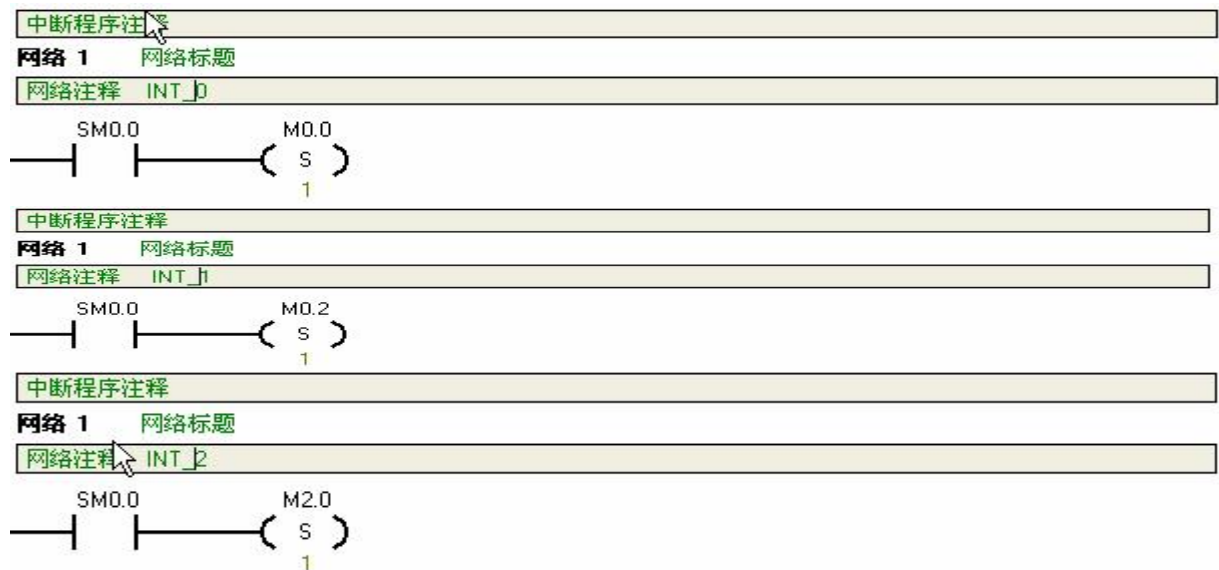 中断程序注释
网络 1 网络标题
网络注释 INT_0
SM0.0 M0.0
S
1
中断程序注释
网络 1 网络标题
网络注释 INT_1
SM0.0 M0.2
S
1
中断程序注释
网络 1 网络标题
网络注释 INT_2
SM0.0 M2.0
S
1